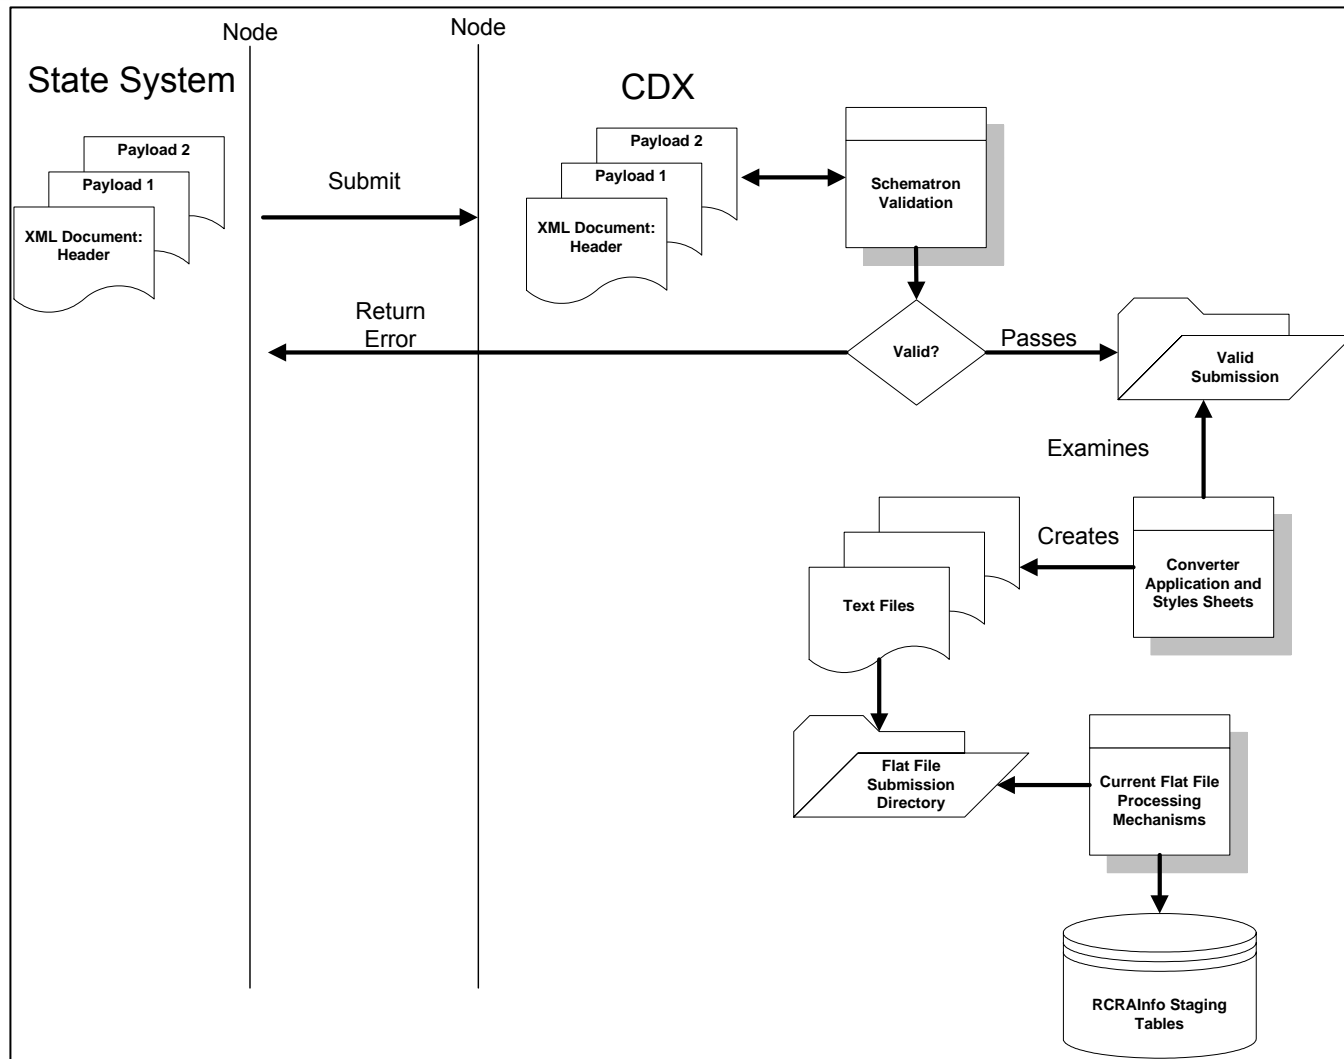 Node
Node
State System
CDX
Payload 2
Payload 1
XML Document:
Header
Submit
Payload 2
Payload 1
XML Document:
Header
Schematron
Validation
Return
Error
Valid?
Passes
Valid
Submission
Examines
Creates
Converter
Application and
Styles Sheets
Text Files
Flat File
Submission
Directory
Current Flat File
Processing
Mechanisms
RCRAInfo Staging
Tables